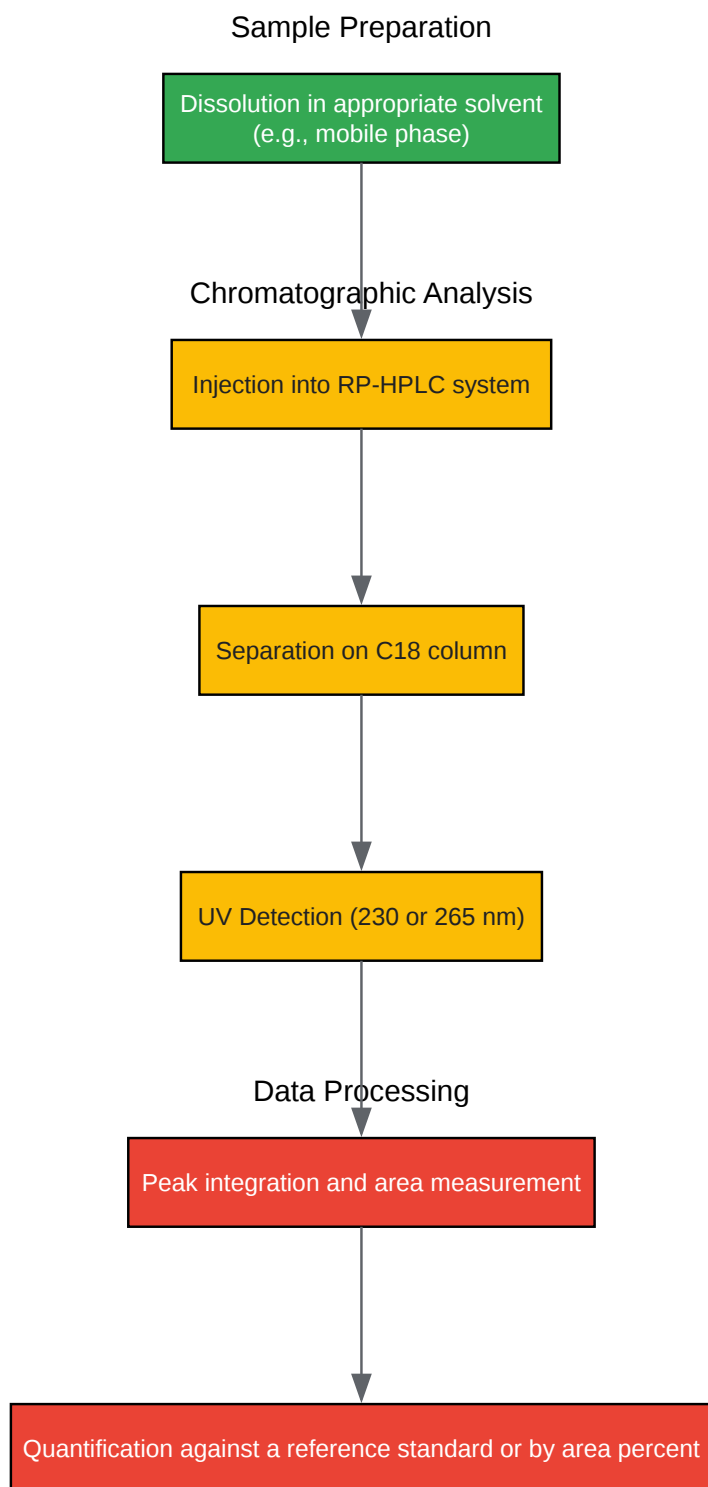 Sample Preparation
Dissolution in appropriate solvent
(e.g., mobile phase)
Chromatographic Analysis
Injection into RP-HPLC system
Separation on C18 column
UV Detection (230 or 265 nm)
Data Processing
Peak integration and area measurement
Quantification against a reference standard or by area percent